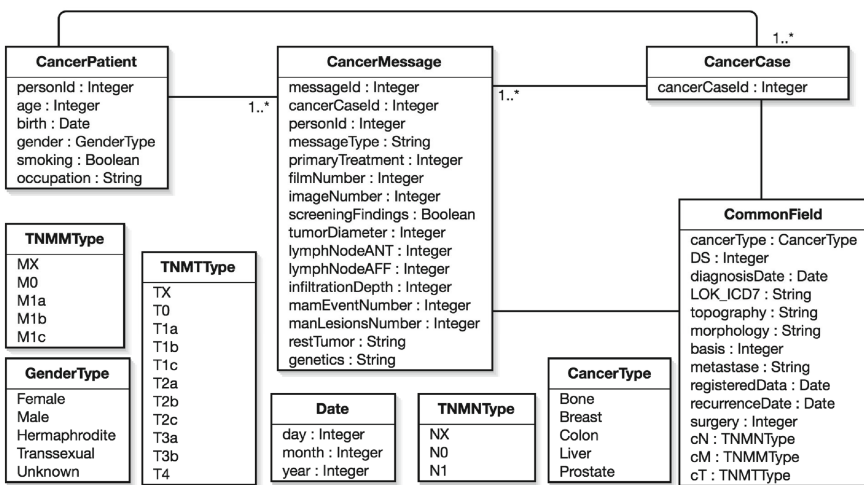 CancerPatient
personId : Integer
age : Integer
birth : Date
gender : GenderType
smoking : Boolean
occupation : String
1..*
CancerMessage
messageId : Integer
cancerCaseId : Integer
personId : Integer
messageType : String
primaryTreatment : Integer
filmNumber : Integer
imageNumber : Integer
screeningFindings : Boolean
tumorDiameter : Integer
lymphNodeANT : Integer
lymphNodeAFF : Integer
infiltrationDepth : Integer
mamEventNumber : Integer
manLesionsNumber : Integer
restTumor : String
genetics : String
1..*
1..*
CancerCase
cancerCaseId : Integer
CommonField
cancerType : CancerType
DS : Integer
diagnosisDate : Date
LOK_ICD7 : String
topography : String
morphology : String
basis : Integer
metastase : String
registeredData : Date
recurrenceDate : Date
surgery : Integer
cN : TNMNType
cM : TNMMType
cT : TNMTType
TNMMType
MX
M0
M1a
M1b
M1c
TNMTType
TX
T0
T1a
T1b
T1c
T2a
T2b
T2c
T3a
T3b
T4
GenderType
Female
Male
Hermaphrodite
Transsexual
Unknown
Date
day : Integer
month : Integer
year : Integer
TNMNType
NX
N0
N1
CancerType
Bone
Breast
Colon
Liver
Prostate